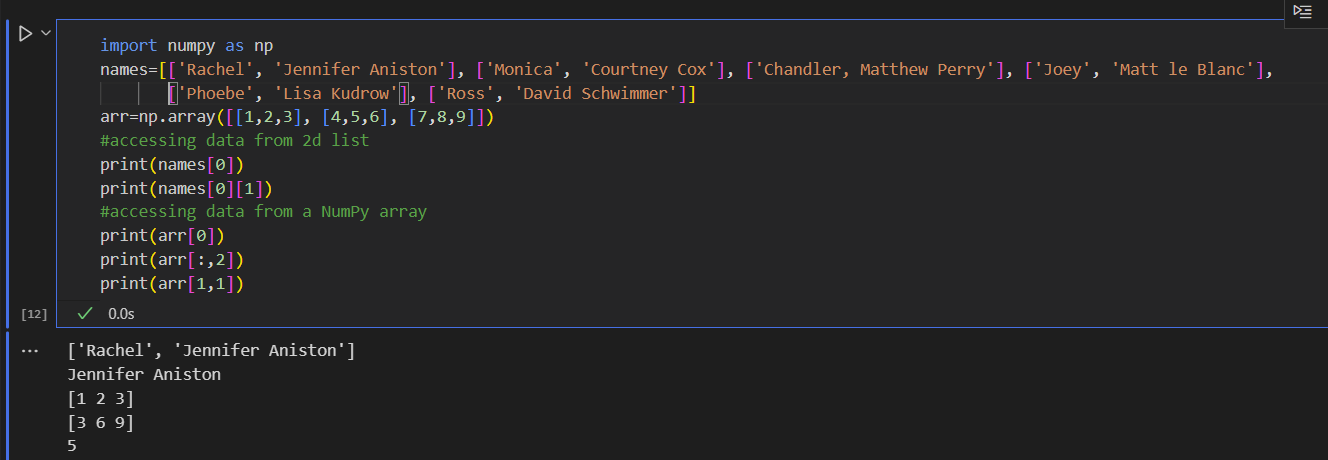 import numpy as np
names=[['Rachel', 'Jennifer Aniston'], ['Monica', 'Courtney Cox'], ['Chandler, Matthew Perry'], ['Joey', 'Matt le Blanc'],
['Phoebe', 'Lisa Kudrow'], ['Ross', 'David Schwimmer']]
arr=np.array([[1,2,3], [4,5,6], [7,8,9]])
#accessing data from 2d list
print(names[0])
print(names[0][1])
#accessing data from a NumPy array
print(arr[0])
print(arr[:,2])
print(arr[1,1])
[12] ✓ 0.0s
... ['Rachel', 'Jennifer Aniston']
Jennifer Aniston
[1 2 3]
[3 6 9]
5